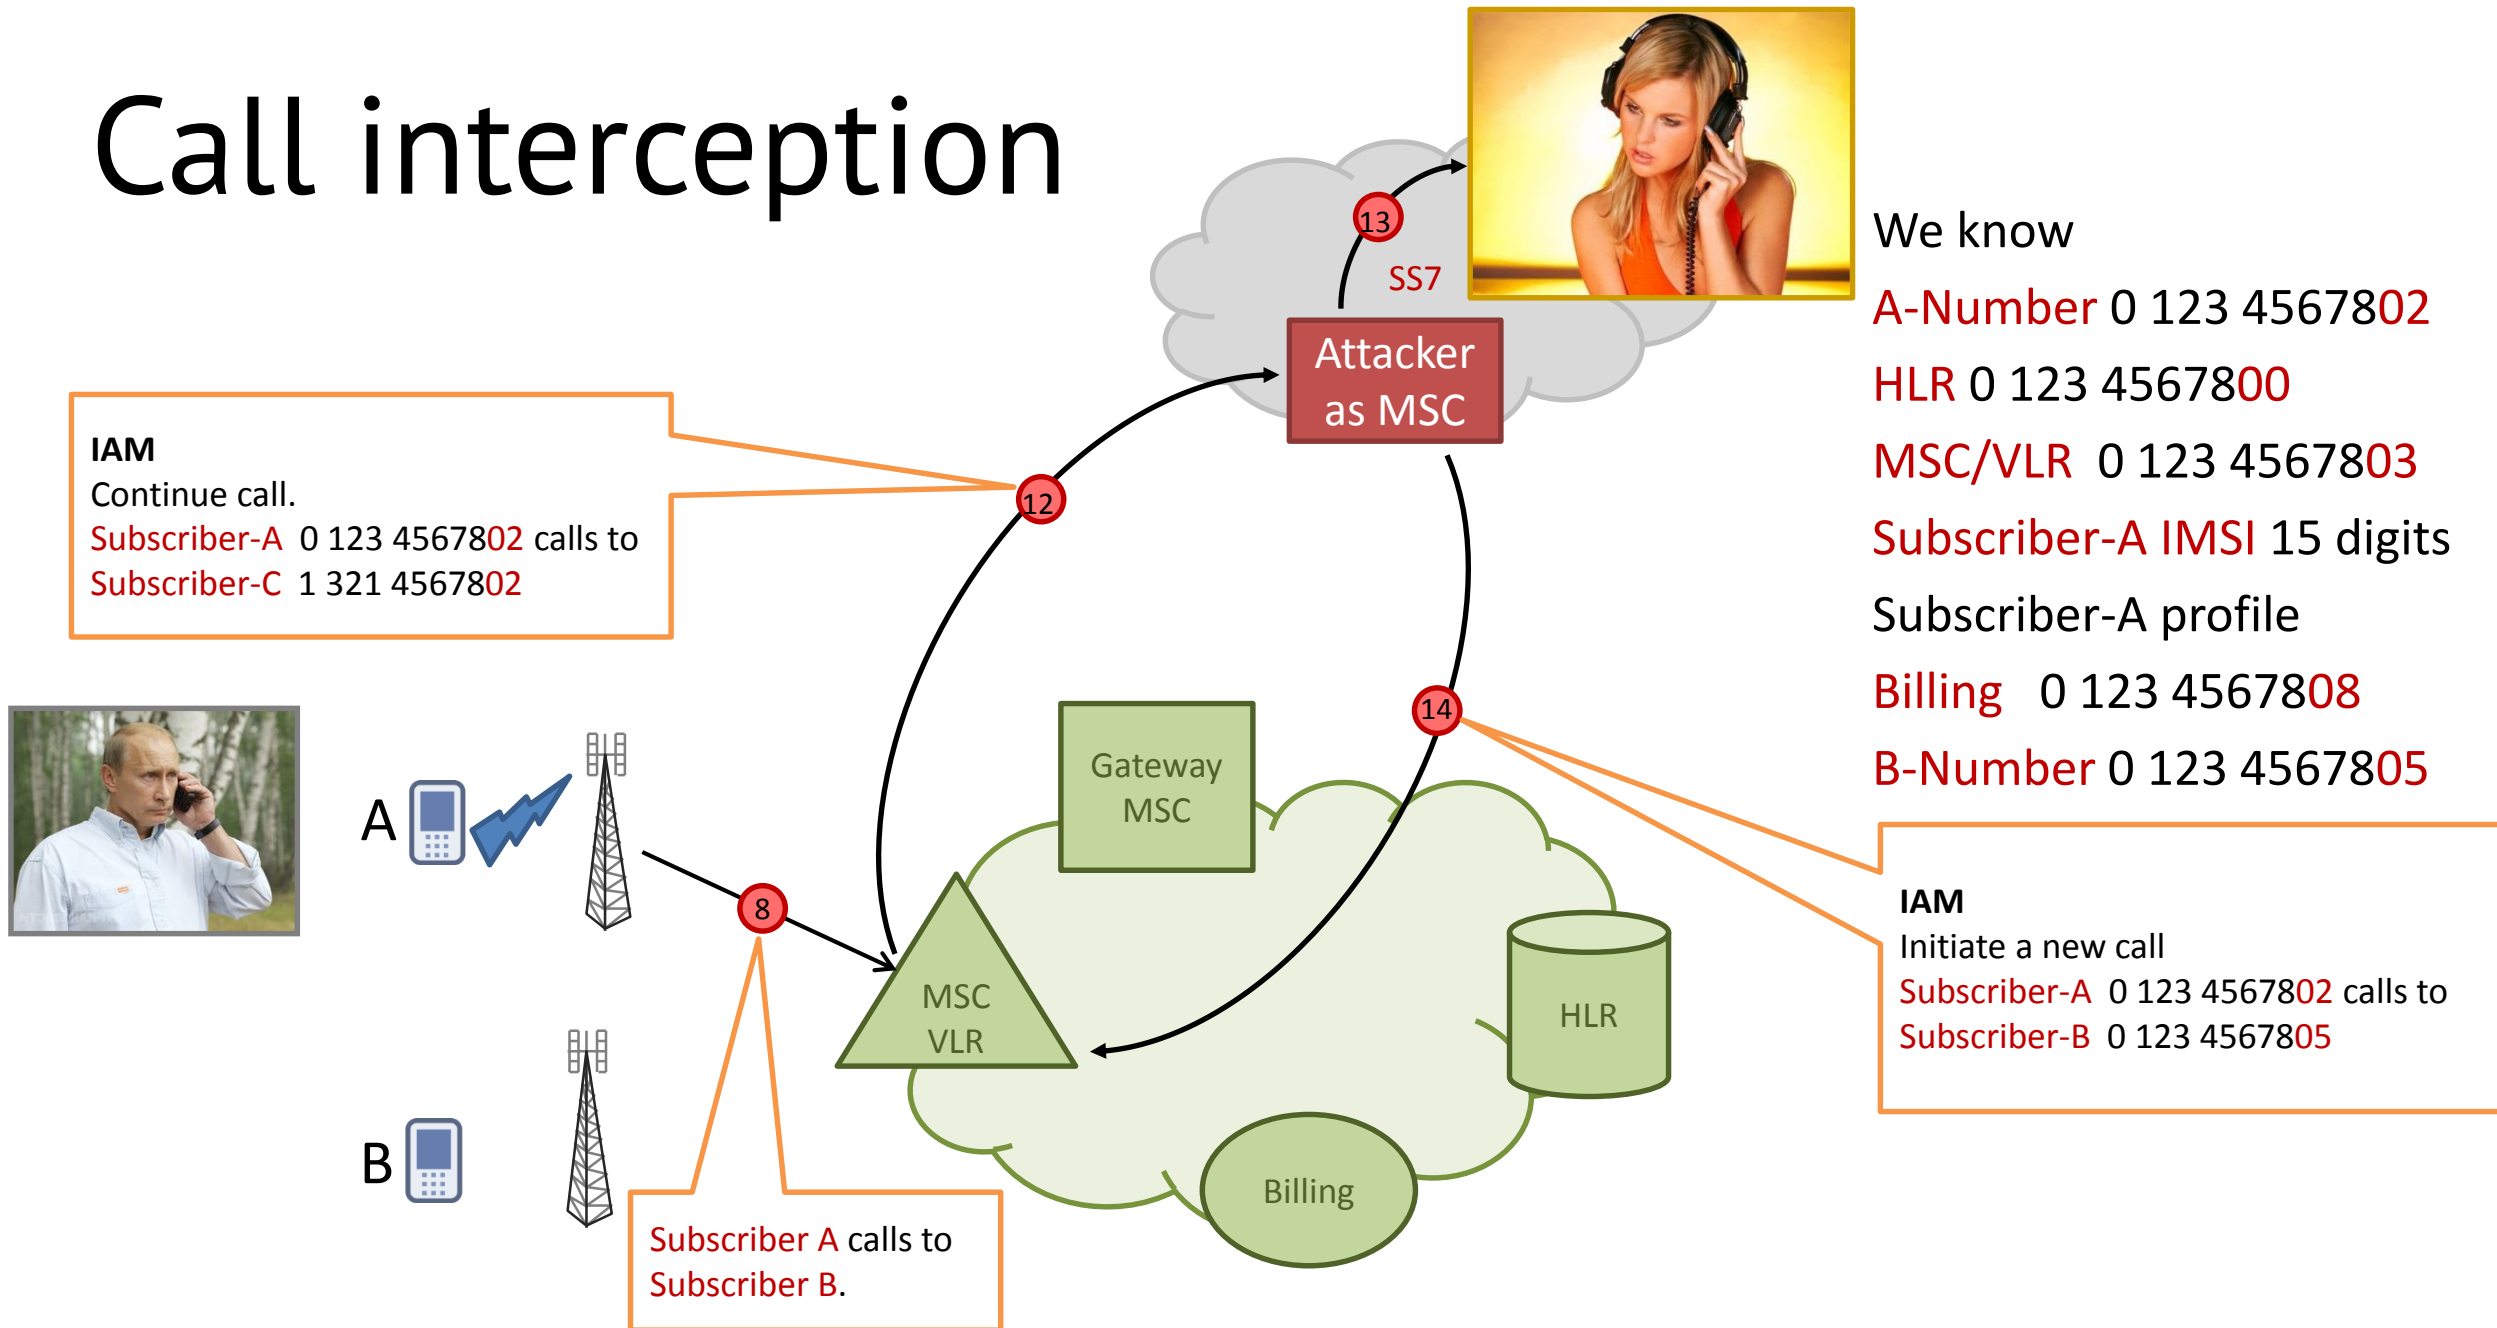 Call interception
13
SS7
Attacker
as MSC
We know
A-Number 0 123 4567802
HLR 0 123 4567800
MSC/VLR 0 123 4567803
Subscriber-A IMSI 15 digits
Subscriber-A profile
Billing 0 123 4567808
B-Number 0 123 4567805
IAM
Continue call.
Subscriber-A 0 123 4567802 calls to
Subscriber-C 1 321 4567802
12
14
Gateway
MSC
A
8
MSC
VLR
HLR
IAM
Initiate a new call
Subscriber-A 0 123 4567802 calls to
Subscriber-B 0 123 4567805
B
Billing
Subscriber A calls to
Subscriber B.